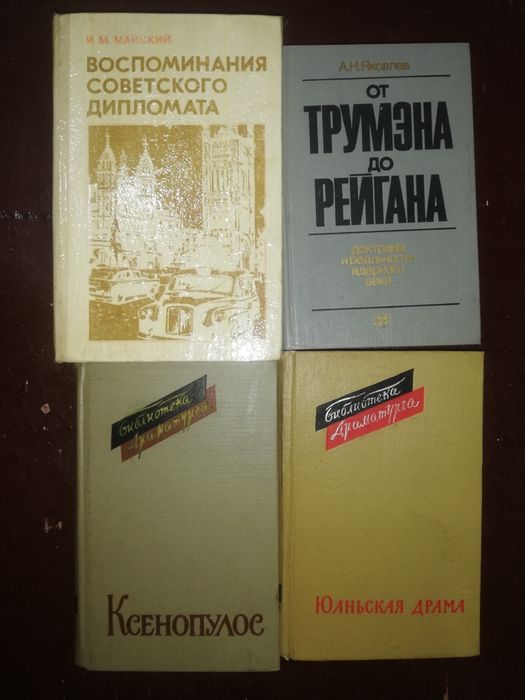 И. М. МАЙСКИЙ
ВОСПОМИНАНИЯ
СОВЕТСКОГО
ДИПЛОМАТА
А.Н.Яковлев
ОТ
ТРУМЭНА
ДО
РЕЙГАНА
доктрины
и реальности
ядерного
века
библиотека
драматурга
Ксенопулос
библиотека
драматурга
Юаньская драма